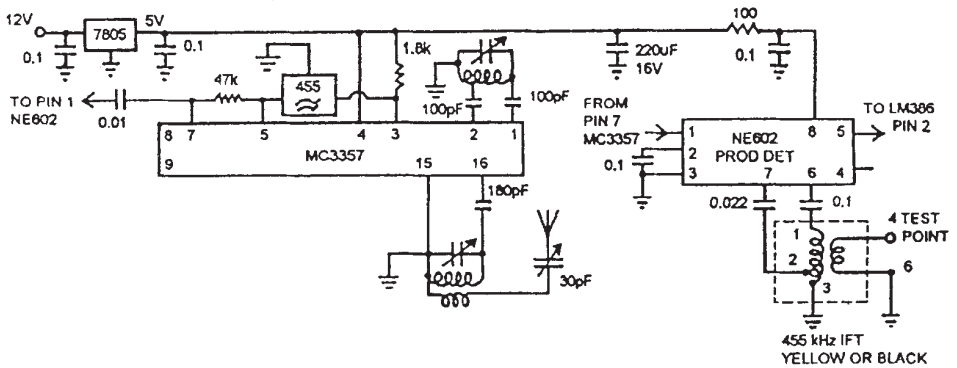 12V
7805
5V
0.1
0.1
1.8k
220uF
16V
100
0.1
47k
455
100pF
100pF
TO PIN 1
NE602
0.01
8 7 5 4 3 2 1
MC3357
9 15 16
180pF
30pF
FROM
PIN 7
MC3357
1 8 5
NE602
PROD DET
2
3 7 6 4
0.1
TO LM386
PIN 2
0.022
0.1
1
2
3
4 TEST
POINT
6
455 kHz IFT
YELLOW OR BLACK